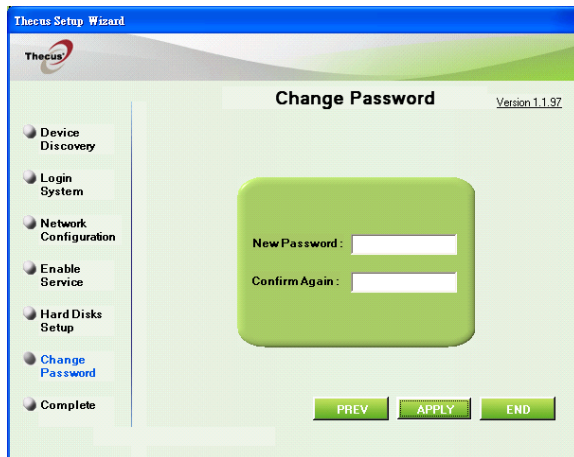 Thecus Setup Wizard
Thecus
Change Password
Version 1.1.97
Device
Discovery
Login
System
Network
Configuration
Enable
Service
Hard Disks
Setup
Change
Password
Complete
New Password :
Confirm Again :
PREV
APPLY
END